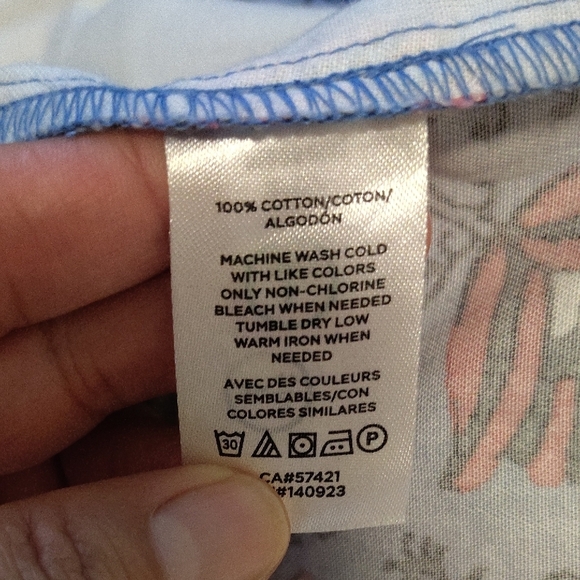 100% COTTON/COTON/
ALGODÓN
MACHINE WASH COLD
WITH LIKE COLORS
ONLY NON-CHLORINE
BLEACH WHEN NEEDED
TUMBLE DRY LOW
WARM IRON WHEN
NEEDED
AVEC DES COULEURS
SEMBLABLES/CON
COLORES SIMILARES
30 P
CA#57421
#140923